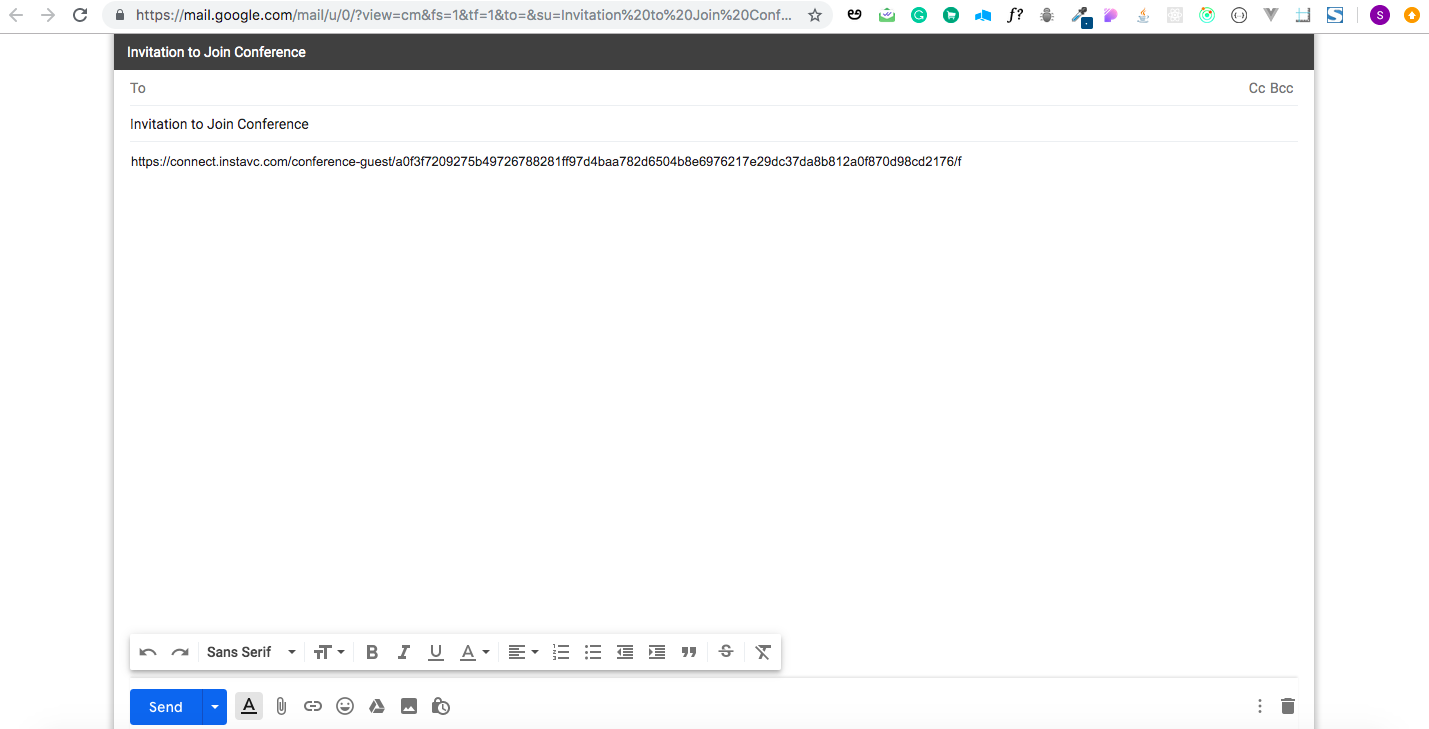 https://mail.google.com/mail/u/0/?view=cm&fs=1&tf=1&to=&su=Invitation%20to%20Join%20Conf...
f?
S
Invitation to Join Conference
To
Cc Bcc
Invitation to Join Conference
https://connect.instavc.com/conference-guest/a0f3f7209275b49726788281ff97d4baa782d6504b8e6976217e29dc37da8b812a0f870d98cd2176/f
Sans Serif
Send